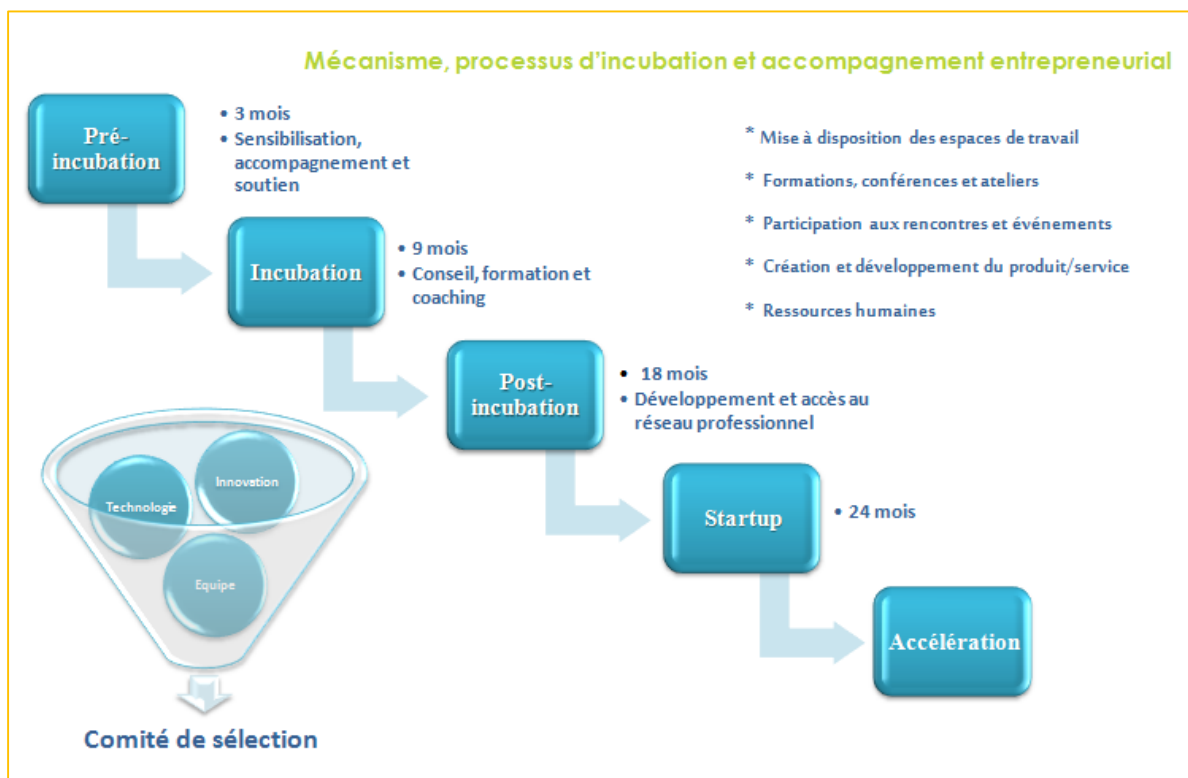 Mécanisme, processus d'incubation et accompagnement entrepreneurial
Pré-
incubation
• 3 mois
• Sensibilisation,
accompagnement et
soutien
* Mise à disposition des espaces de travail
* Formations, conférences et ateliers
* Participation aux rencontres et événements
* Création et développement du produit/service
* Ressources humaines
Incubation
• 9 mois
• Conseil, formation et
coaching
Post-
incubation
• 18 mois
• Développement et accès au
réseau professionnel
Startup
• 24 mois
Accélération
Innovation
Technologie
Equipe
Comité de sélection